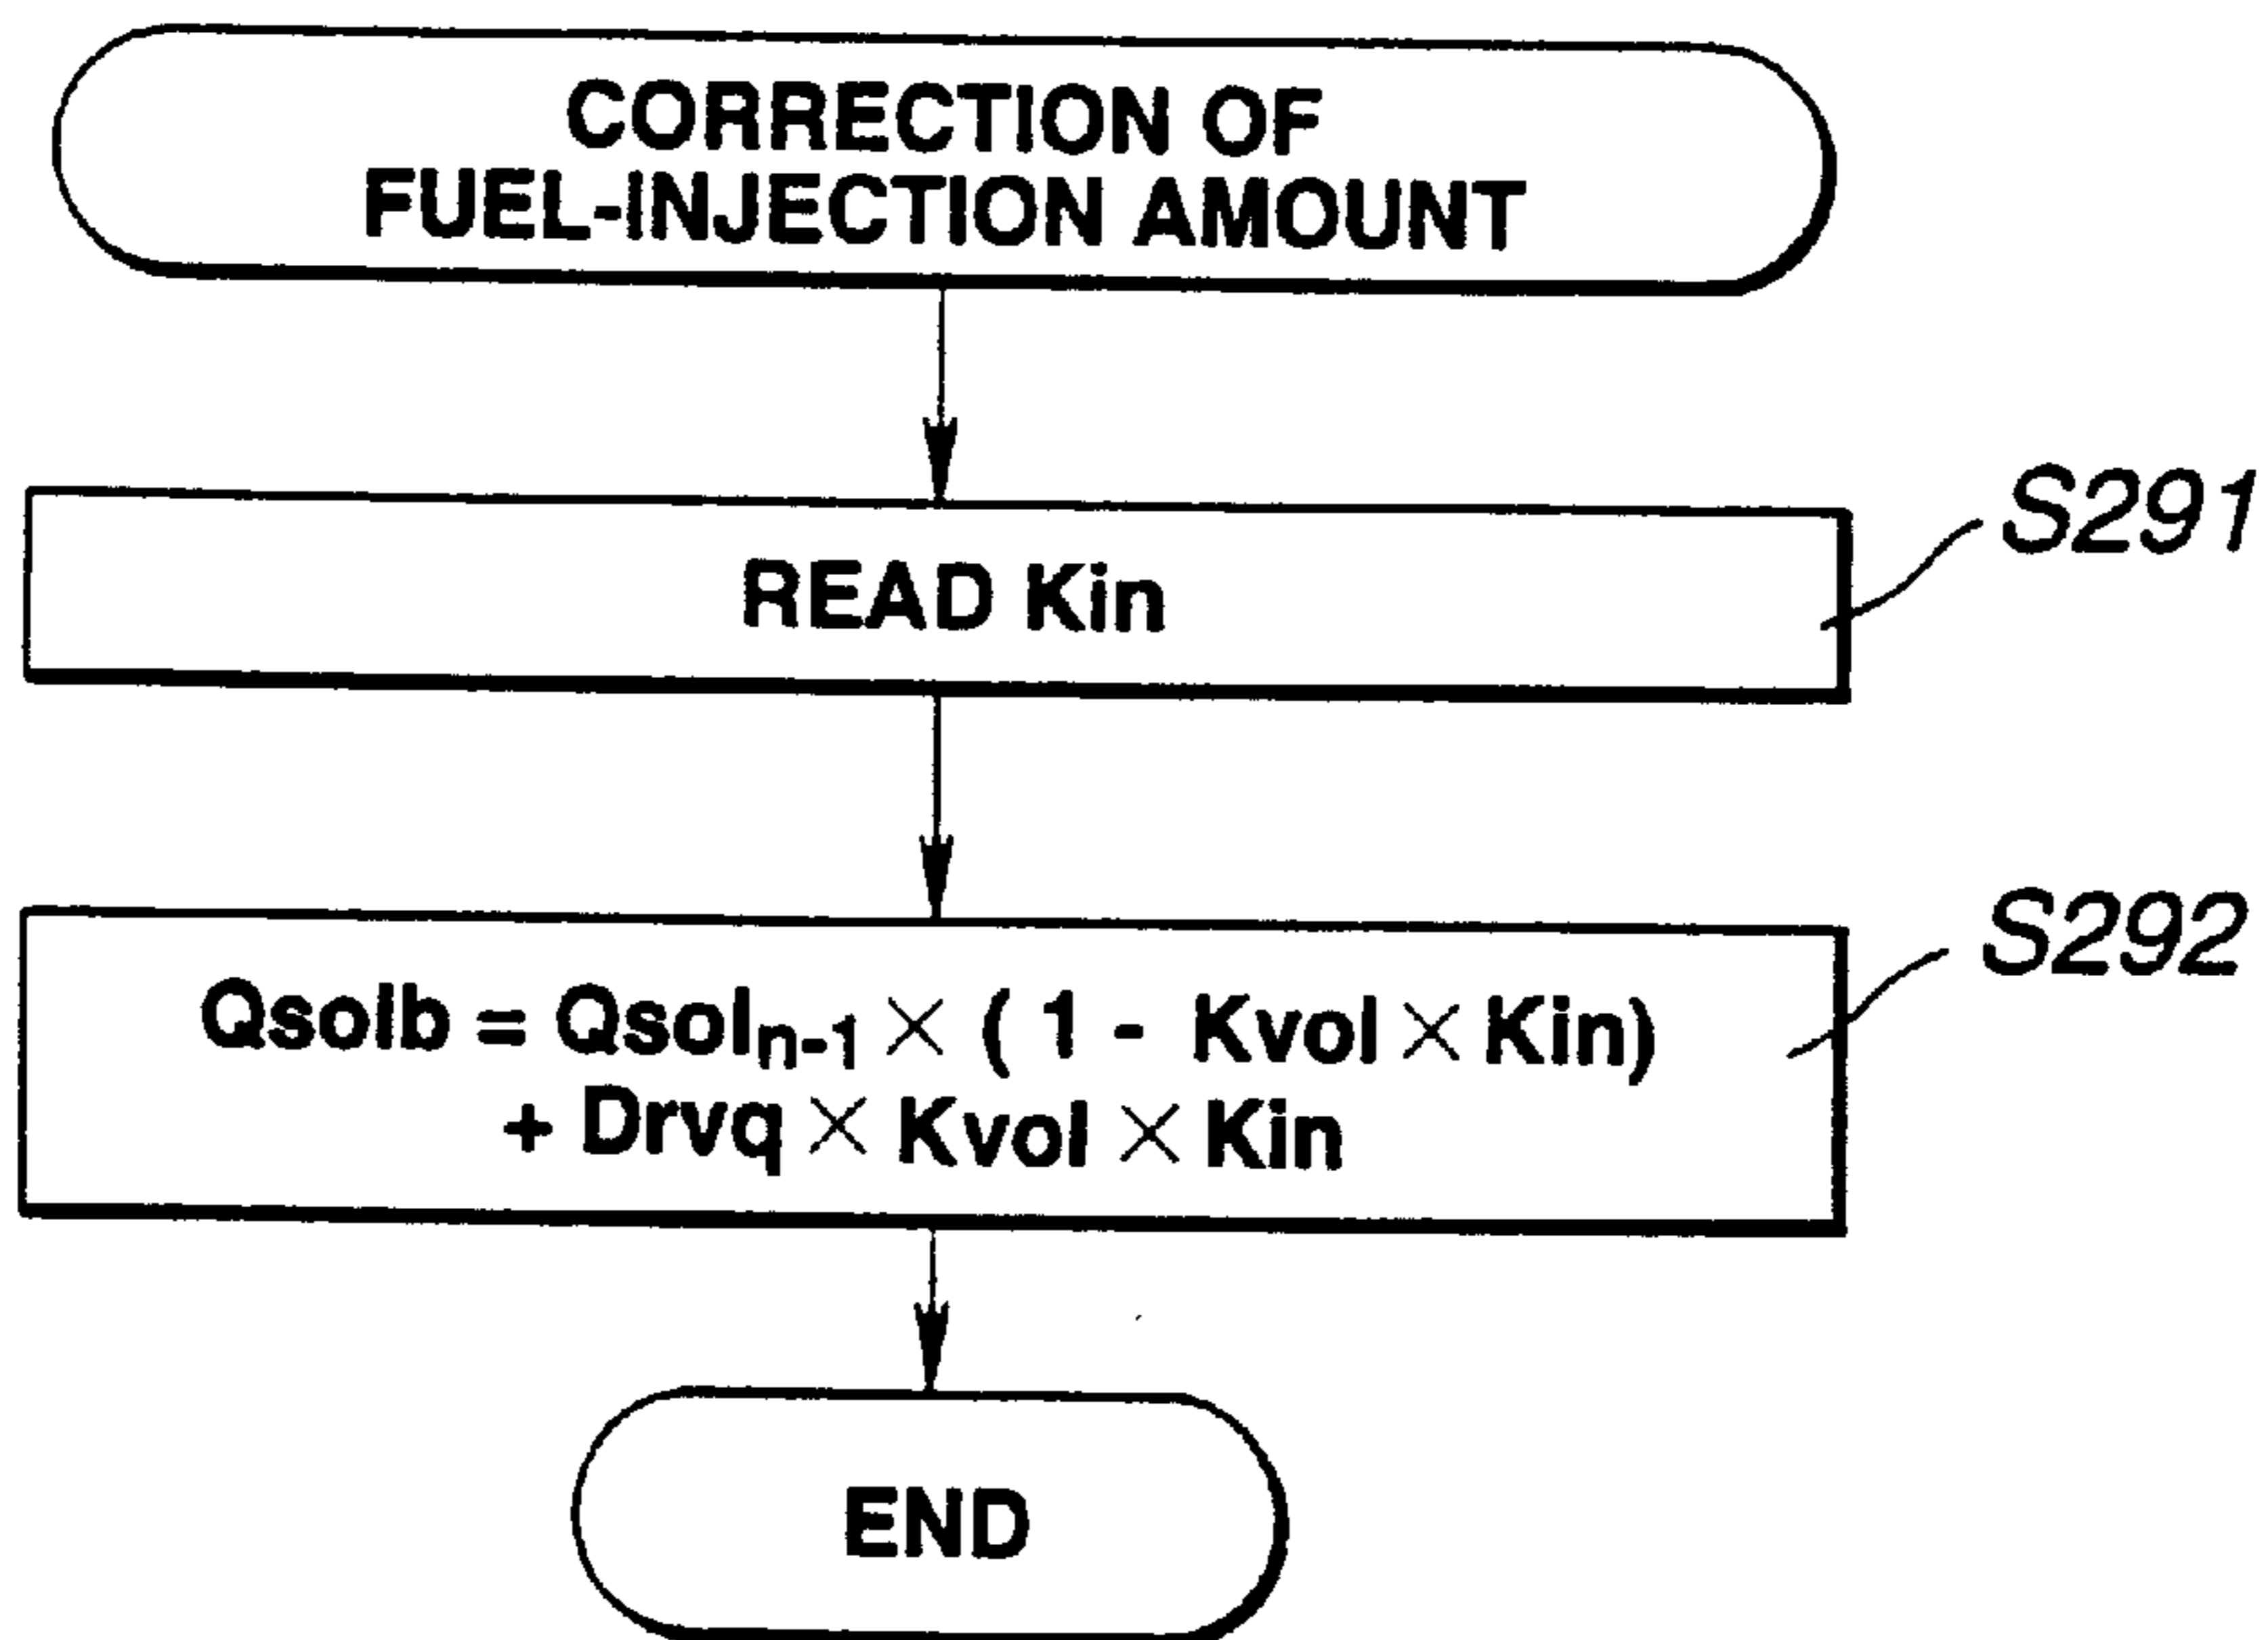 CORRECTION OF
FUEL-INJECTION AMOUNT
READ Kin
S291
Qsolb = Qsolₙ₋₁ × ( 1 - Kvol × Kin)
+ Drvq × Kvol × Kin
S292
END